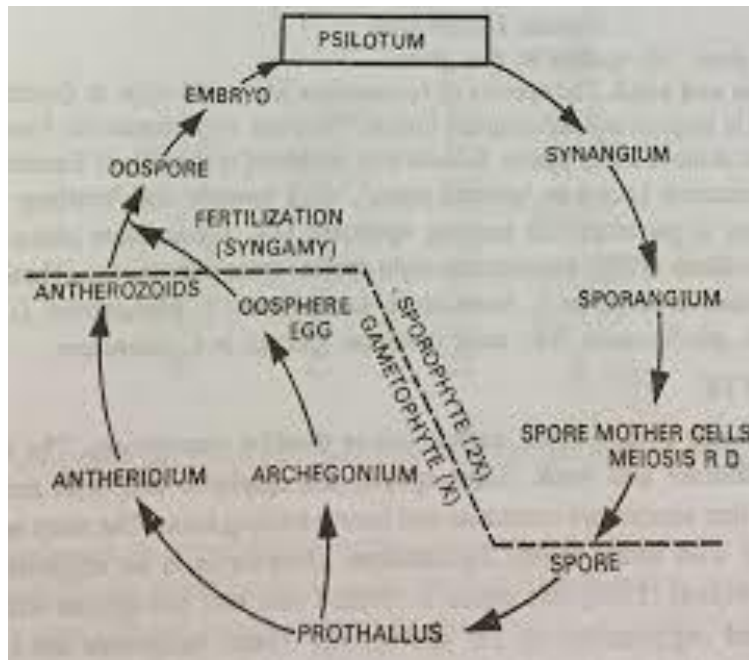 PSILOTUM
EMBRYO
SYNANGIUM
OOSPORE
FERTILIZATION
(SYNGAMY)
ANTHEROZOIDS
OOSPHERE
EGG
SPORANGIUM
SPOROPHYTE (2X)
GAMETOPHYTE (X)
SPORE MOTHER CELLS
MEIOSIS R D
ANTHERIDIUM
ARCHEGONIUM
SPORE
PROTHALLUS